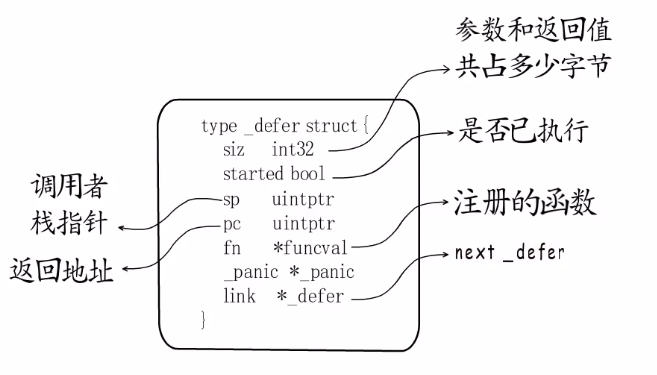 参数和返回值
共占多少字节
type _defer struct {
siz int32
started bool
是否已执行
sp uintptr
调用者
栈指针
pc uintptr
返回地址
fn *funcval
注册的函数
_panic *_panic
link *_defer
next _defer
}